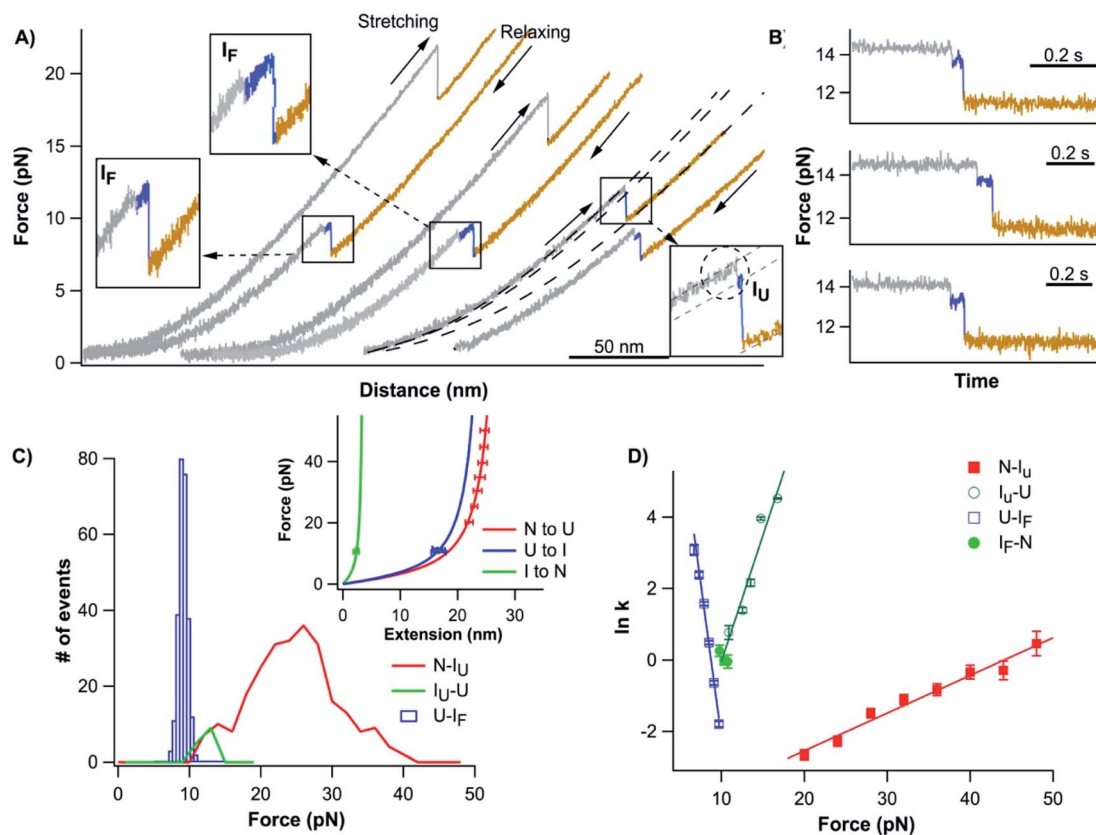 A)
Stretching
Relaxing
I_F
I_F
I_U
20
15
10
5
0
Force (pN)
50 nm
Distance (nm)
B)
14
12
0.2 s
14
12
0.2 s
14
12
0.2 s
Force (pN)
Time
C)
80
60
40
20
0
# of events
0 10 20 30 40 50
Force (pN)
40
20
0
Force (pN)
0 10 20 30
Extension (nm)
N to U
U to I
I to N
N-I_U
I_U-U
U-I_F
D)
N-I_u
I_u-U
U-I_F
I_F-N
4
2
0
-2
ln k
10 20 30 40 50
Force (pN)